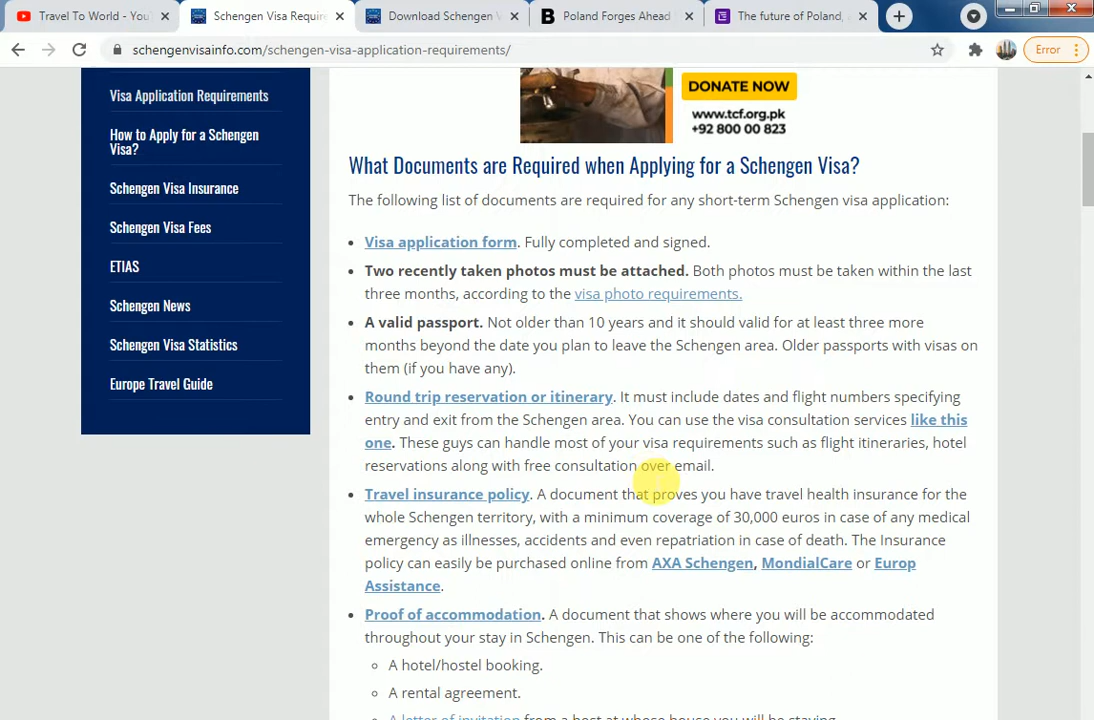 Travel To World - You
Schengen Visa Require
Download Schengen V
Poland Forges Ahead
The future of Poland,
schengenvisainfo.com/schengen-visa-application-requirements/
Error
Visa Application Requirements
How to Apply for a Schengen
Visa?
Schengen Visa Insurance
Schengen Visa Fees
ETIAS
Schengen News
Schengen Visa Statistics
Europe Travel Guide
DONATE NOW
www.tcf.org.pk
+92 800 00 823
What Documents are Required when Applying for a Schengen Visa?
The following list of documents are required for any short-term Schengen visa application:
• Visa application form. Fully completed and signed.
• Two recently taken photos must be attached. Both photos must be taken within the last
three months, according to the visa photo requirements.
• A valid passport. Not older than 10 years and it should valid for at least three more
months beyond the date you plan to leave the Schengen area. Older passports with visas on
them (if you have any).
• Round trip reservation or itinerary. It must include dates and flight numbers specifying
entry and exit from the Schengen area. You can use the visa consultation services like this
one. These guys can handle most of your visa requirements such as flight itineraries, hotel
reservations along with free consultation over email.
• Travel insurance policy. A document that proves you have travel health insurance for the
whole Schengen territory, with a minimum coverage of 30,000 euros in case of any medical
emergency as illnesses, accidents and even repatriation in case of death. The Insurance
policy can easily be purchased online from AXA Schengen, MondialCare or Europ
Assistance.
• Proof of accommodation. A document that shows where you will be accommodated
throughout your stay in Schengen. This can be one of the following:
A hotel/hostel booking.
A rental agreement.
A letter of invitation from a host at whose house you will be staying.